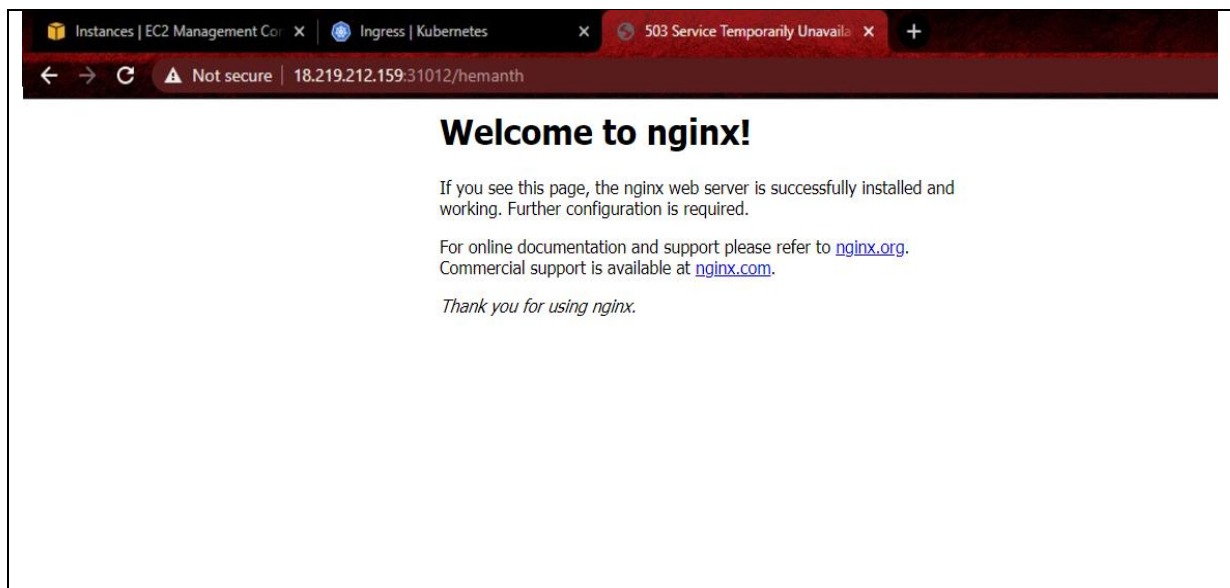 Instances | EC2 Management Cor
Ingress | Kubernetes
503 Service Temporarily Unavaila
Not secure | 18.219.212.159:31012/hemanth
Welcome to nginx!
If you see this page, the nginx web server is successfully installed and
working. Further configuration is required.
For online documentation and support please refer to nginx.org.
Commercial support is available at nginx.com.
Thank you for using nginx.